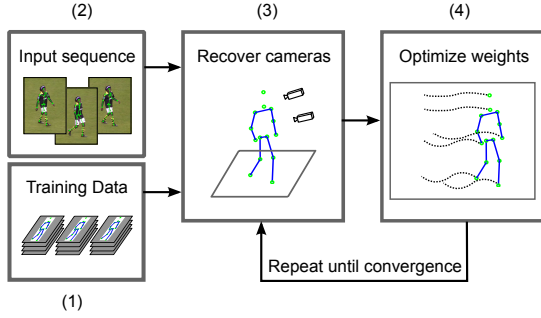 (2)
(3)
(4)
Input sequence
Recover cameras
Optimize weights
Training Data
Repeat until convergence
(1)